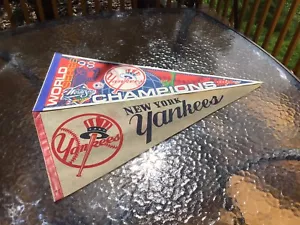 WORLD
98
CHAMPIONS
NEW YORK
Yankees
Yankees